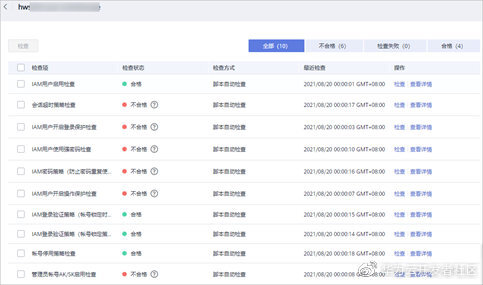 hws
检查
全部 (10) 不合格 (6) 检查失败 (0) 合格 (4)
检查项 检查状态 检查方式 最近检查 操作
IAM用户启用检查 合格 脚本自动检查 2021/08/20 00:00:01 GMT+08:00 检查 查看详情
会话超时策略检查 不合格 脚本自动检查 2021/08/20 00:00:17 GMT+08:00 检查 查看详情
IAM用户开启登录保护检查 不合格 脚本自动检查 2021/08/20 00:00:03 GMT+08:00 检查 查看详情
IAM用户使用强密码检查 不合格 脚本自动检查 2021/08/20 00:00:10 GMT+08:00 检查 查看详情
IAM密码策略（防止密码重复使... 不合格 脚本自动检查 2021/08/20 00:00:16 GMT+08:00 检查 查看详情
IAM用户开启操作保护检查 不合格 脚本自动检查 2021/08/20 00:00:07 GMT+08:00 检查 查看详情
IAM登录验证策略（帐号锁定时... 合格 脚本自动检查 2021/08/20 00:00:15 GMT+08:00 检查 查看详情
IAM登录验证策略（帐号锁定策... 合格 脚本自动检查 2021/08/20 00:00:14 GMT+08:00 检查 查看详情
帐号停用策略检查 合格 脚本自动检查 2021/08/20 00:00:18 GMT+08:00 检查 查看详情
管理员帐号AK/SK启用检查 不合格 脚本自动检查 2021/08/20 00:00:08 GMT+08:00 检查 查看详情
华为云开发者社区